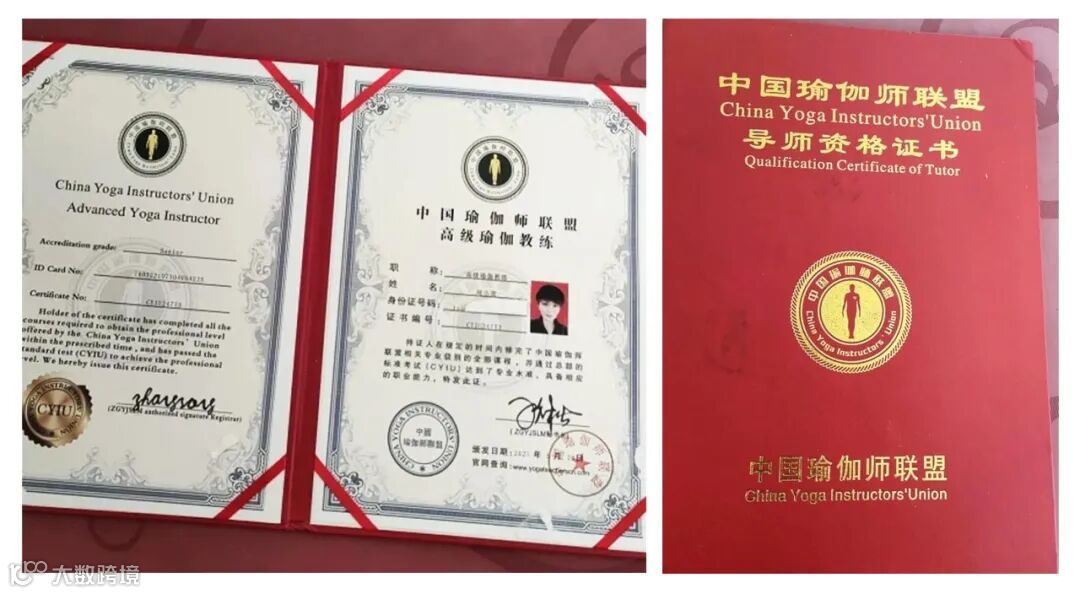 China Yoga Instructors' Union
Advanced Yoga Instructor
Accreditation grade:
Senior
ID Card No:
Certificate No:
Holder of the certificate has completed all the
courses required to obtain the professional level
offered by the China Yoga Instructors' Union
within the prescribed time, and has passed the
standard test (CYIU) to achieve the professional
level. We hereby issue this certificate.
CYIU
(ZGYJSLM authorised signature Registrar)
中国瑜伽师联盟
高级瑜伽教练
职 称:
姓 名:
身份证号码:
证书编号:
持证人在规定的时间内修完了中国瑜伽师
联盟相关专业级别的全部课程,并通过总部的
标准考试(CYIU)达到了专业水准,具备相应
的职业能力,特发此证。
CHINA YOGA INSTRUCTORS' UNION
中國
瑜伽師聯盟
颁发日期:
官网查询:
中国瑜伽师联盟
China Yoga Instructors'Union
导师资格证书
Qualification Certificate of Tutor
中国瑜伽师联盟
China Yoga Instructors' Union
中国瑜伽师联盟
China Yoga Instructors'Union
大数跨境